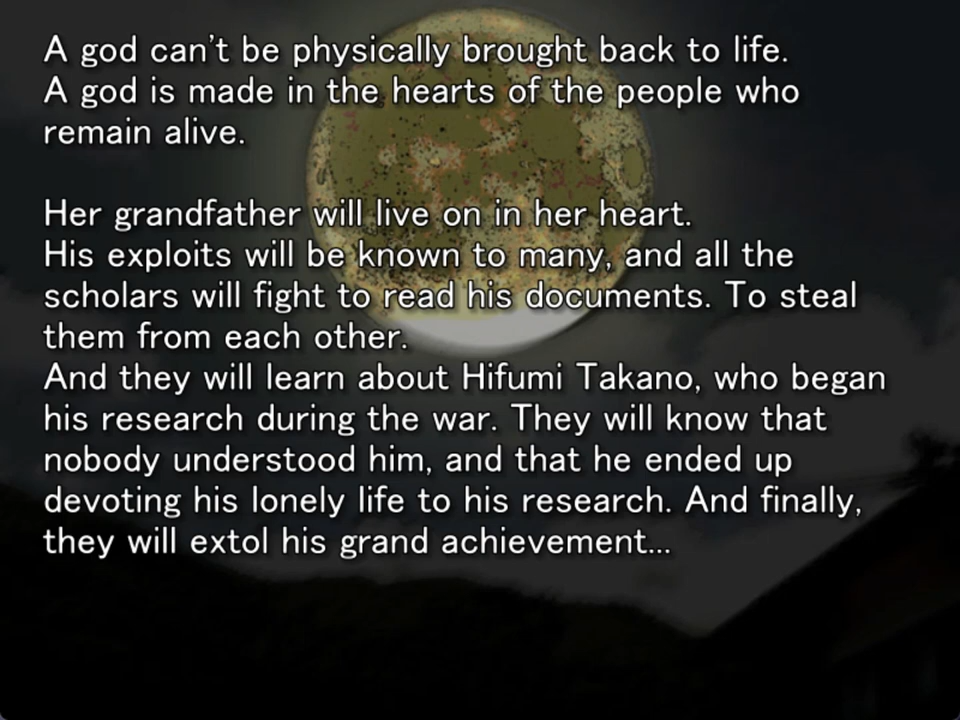 A god can't be physically brought back to life.
A god is made in the hearts of the people who
remain alive.
Her grandfather will live on in her heart.
His exploits will be known to many, and all the
scholars will fight to read his documents. To steal
them from each other.
And they will learn about Hifumi Takano, who began
his research during the war. They will know that
nobody understood him, and that he ended up
devoting his lonely life to his research. And finally,
they will extol his grand achievement...